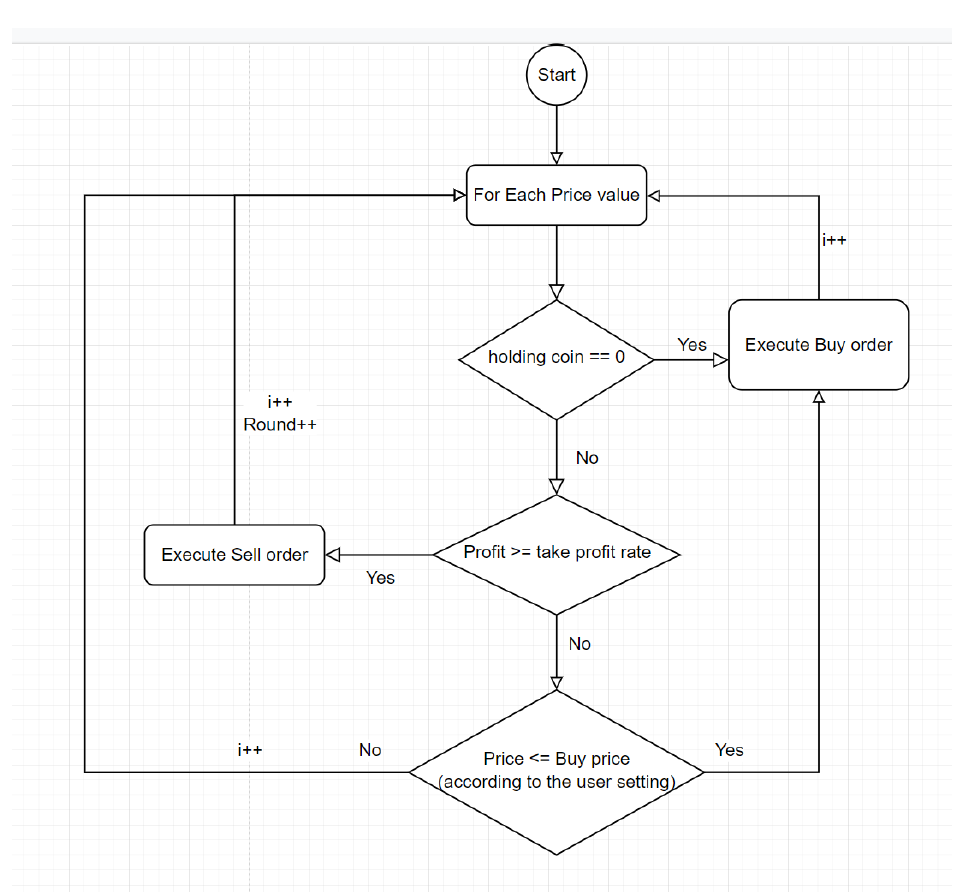 Start
For Each Price value
i++
holding coin == 0
Yes
Execute Buy order
i++
Round++
No
Profit >= take profit rate
Execute Sell order
Yes
No
i++
No
Price <= Buy price
(according to the user setting)
Yes